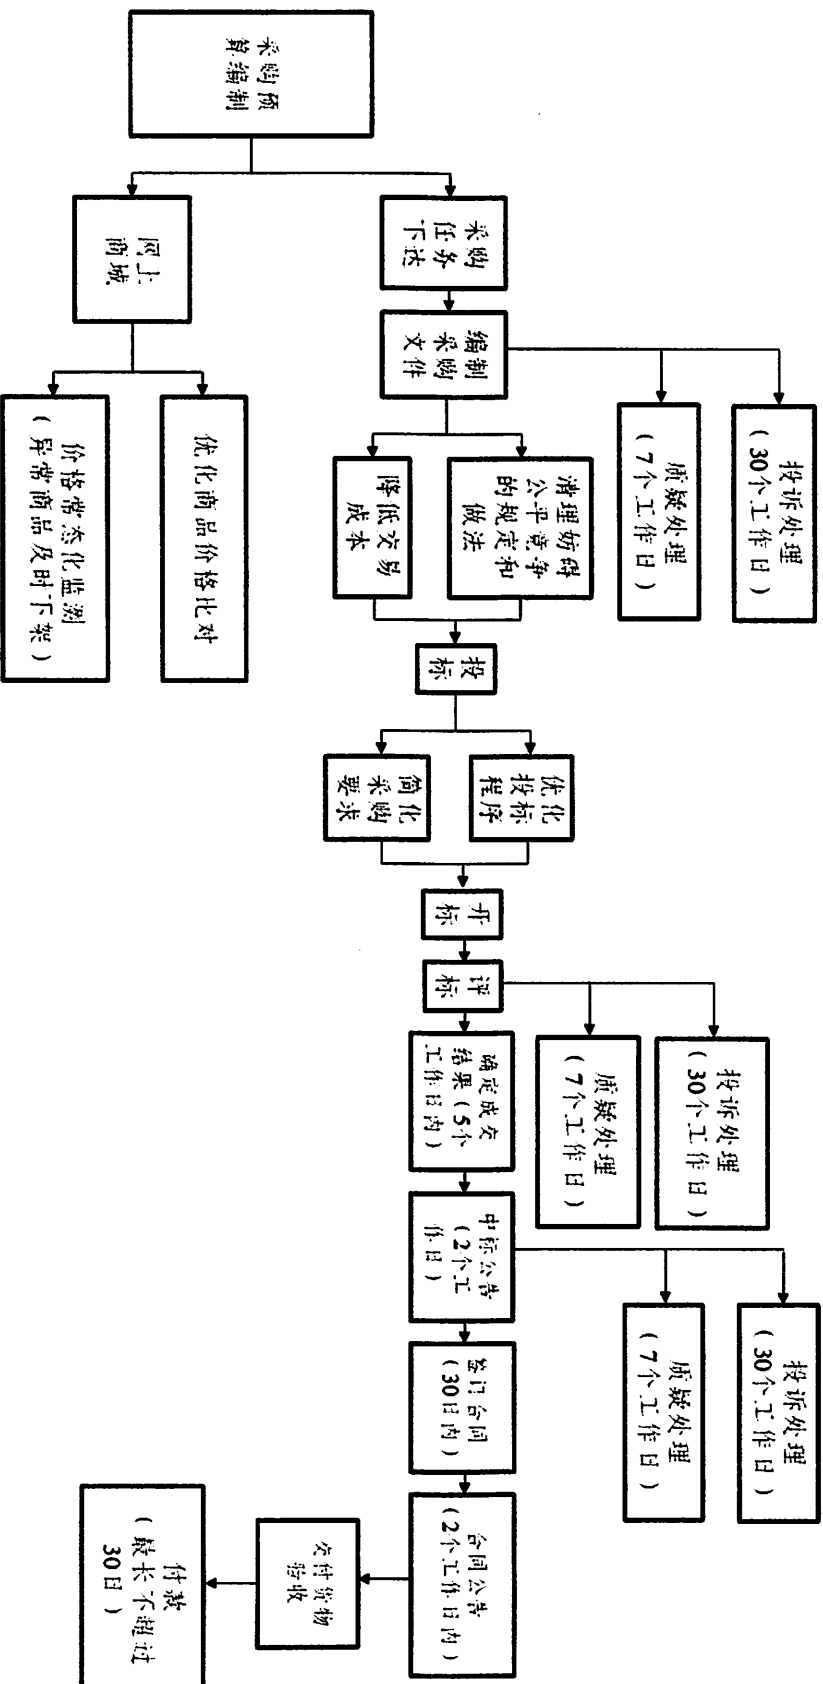 采购预
算编制
采购
任务
下达
网上
商城
编制
采购
文件
投诉处理
(30个工作日)
质疑处理
(7个工作日)
清理妨碍
公平竞争
的规定和
做法
降低交易
成本
优化商品价格比对
价格常态化监测
(异常商品及时下架)
投
标
优化
投标
程序
简化
采购
要求
开
标
评
标
投诉处理
(30个工作日)
质疑处理
(7个工作日)
确定成交
结果(5个
工作日内)
中标公告
(2个工
作日)
投诉处理
(30个工作日)
质疑处理
(7个工作日)
签订合同
(30日内)
合同公告
(2个工作日内)
交付货物
验收
付款
(最长不超过
30日)